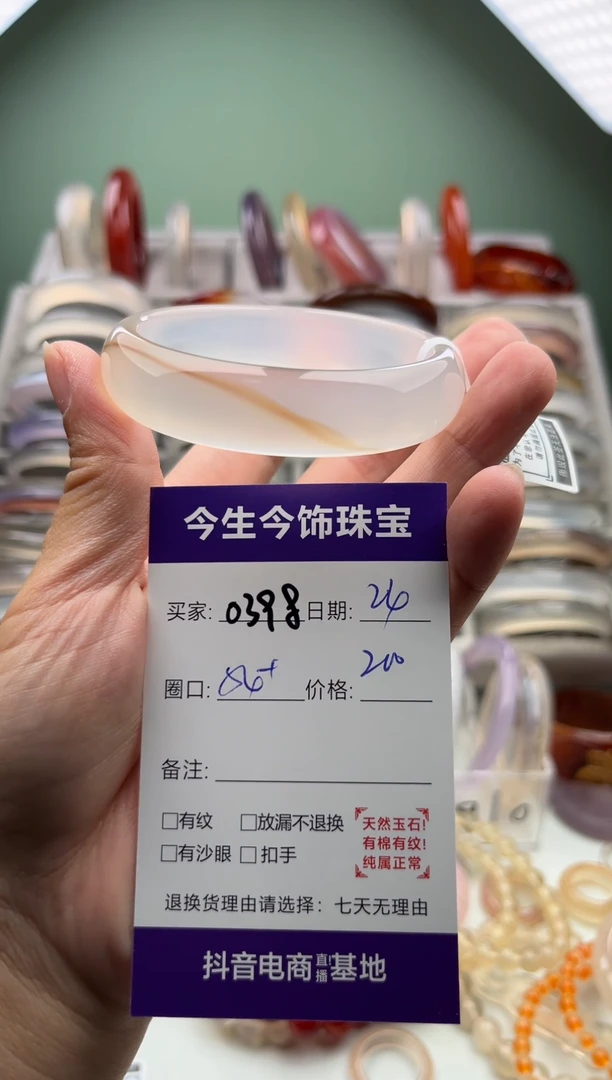 今生今饰珠宝
买家: 0398 日期: 26
圈口: 56+ 价格: 200
备注:
□有纹 □放漏不退换
□有沙眼 □扣手
天然玉石!
有棉有纹!
纯属正常
退换货理由请选择：七天无理由
抖音电商直播基地